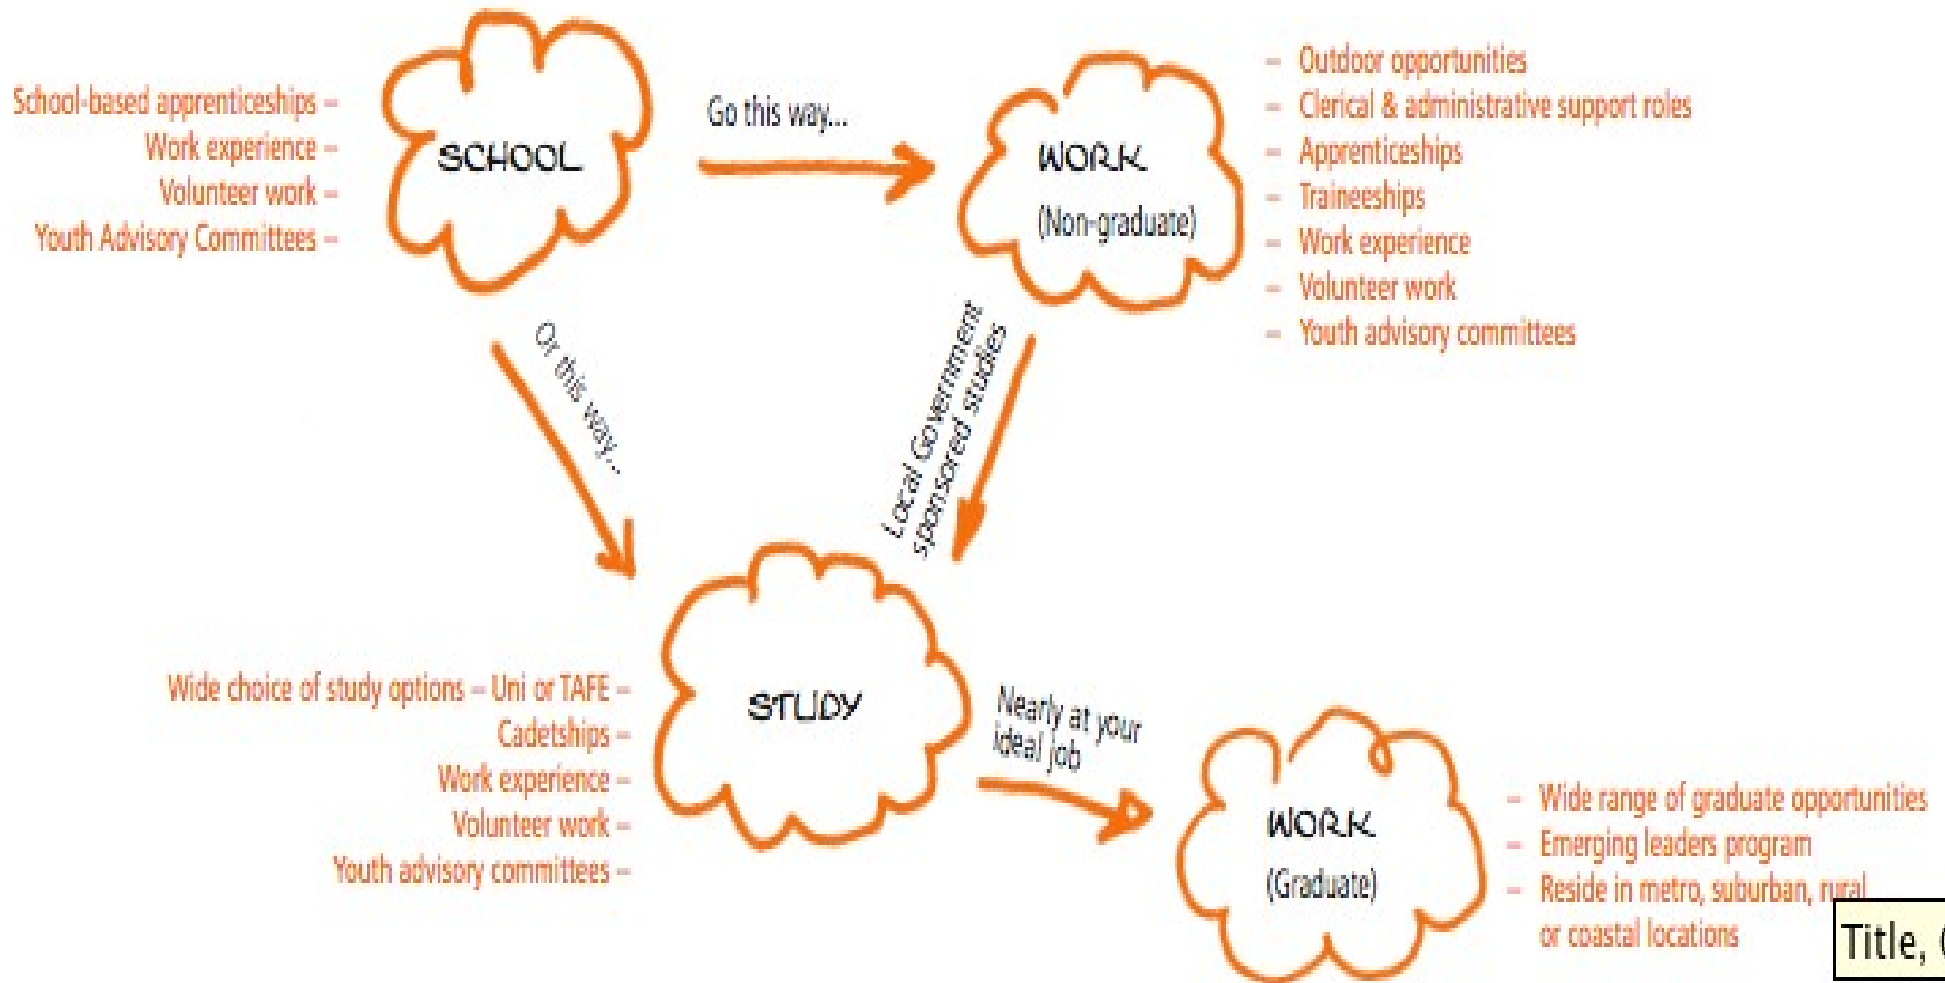 School-based apprenticeships –
Work experience –
Volunteer work –
Youth Advisory Committees –
SCHOOL
Go this way...
WORK
(Non-graduate)
– Outdoor opportunities
– Clerical & administrative support roles
– Apprenticeships
– Traineeships
– Work experience
– Volunteer work
– Youth advisory committees
Or this way...
Local Government
sponsored studies
Wide choice of study options – Uni or TAFE –
Cadetships –
Work experience –
Volunteer work –
Youth advisory committees –
STUDY
Nearly at your
ideal job
WORK
(Graduate)
– Wide range of graduate opportunities
– Emerging leaders program
– Reside in metro, suburban, rural
or coastal locations
Title,